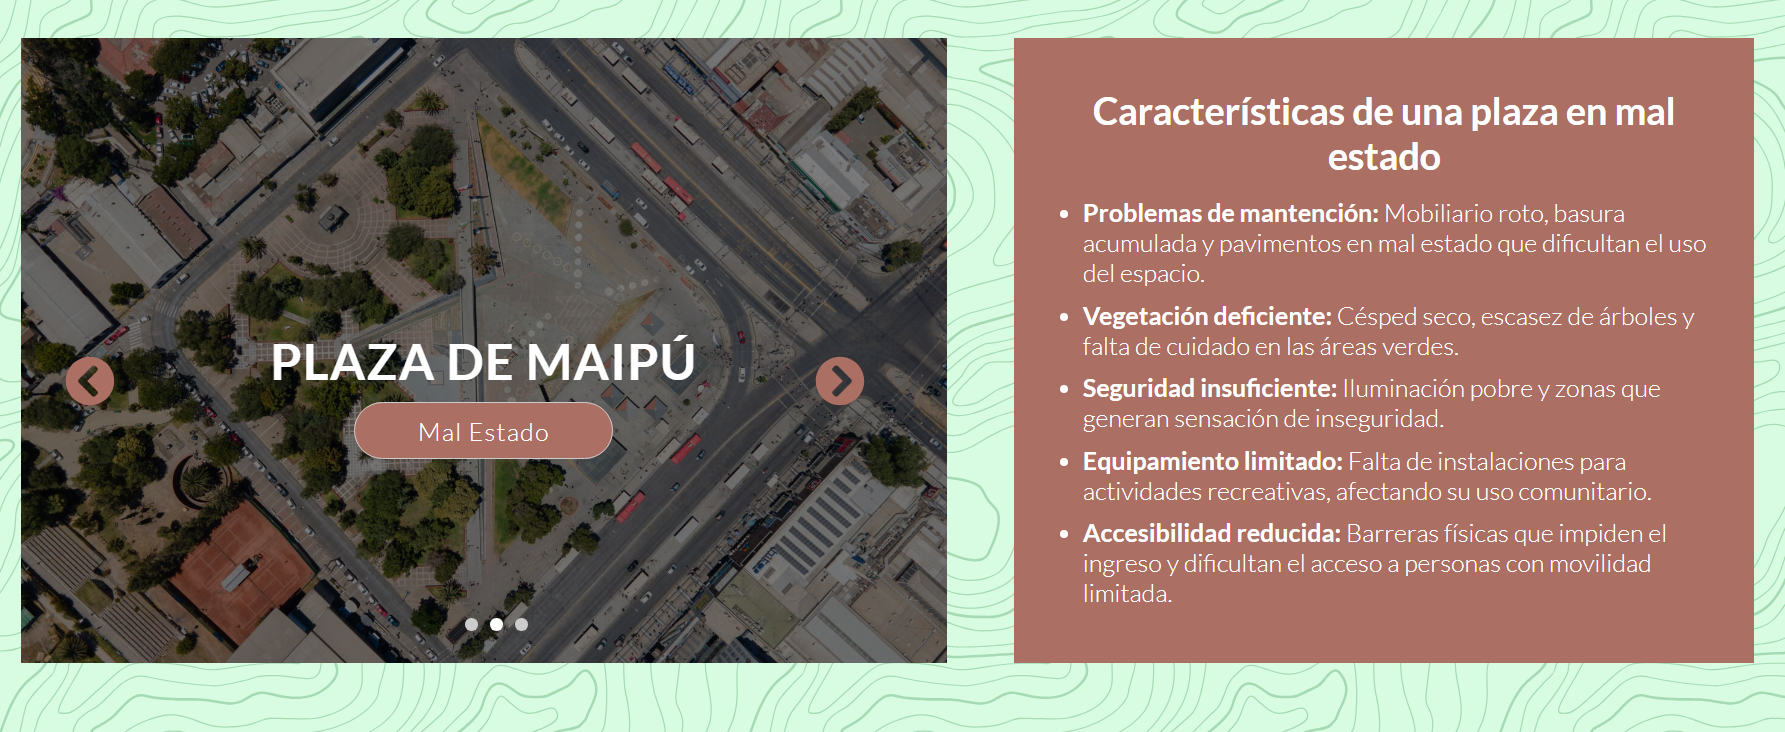 PLAZA DE MAIPÚ
Mal Estado
Características de una plaza en mal
estado
Problemas de mantención: Mobiliario roto, basura
acumulada y pavimentos en mal estado que dificultan el uso
del espacio.
Vegetación deficiente: Césped seco, escasez de árboles y
falta de cuidado en las áreas verdes.
Seguridad insuficiente: Iluminación pobre y zonas que
generan sensación de inseguridad.
Equipamiento limitado: Falta de instalaciones para
actividades recreativas, afectando su uso comunitario.
Accesibilidad reducida: Barreras físicas que impiden el
ingreso y dificultan el acceso a personas con movilidad
limitada.